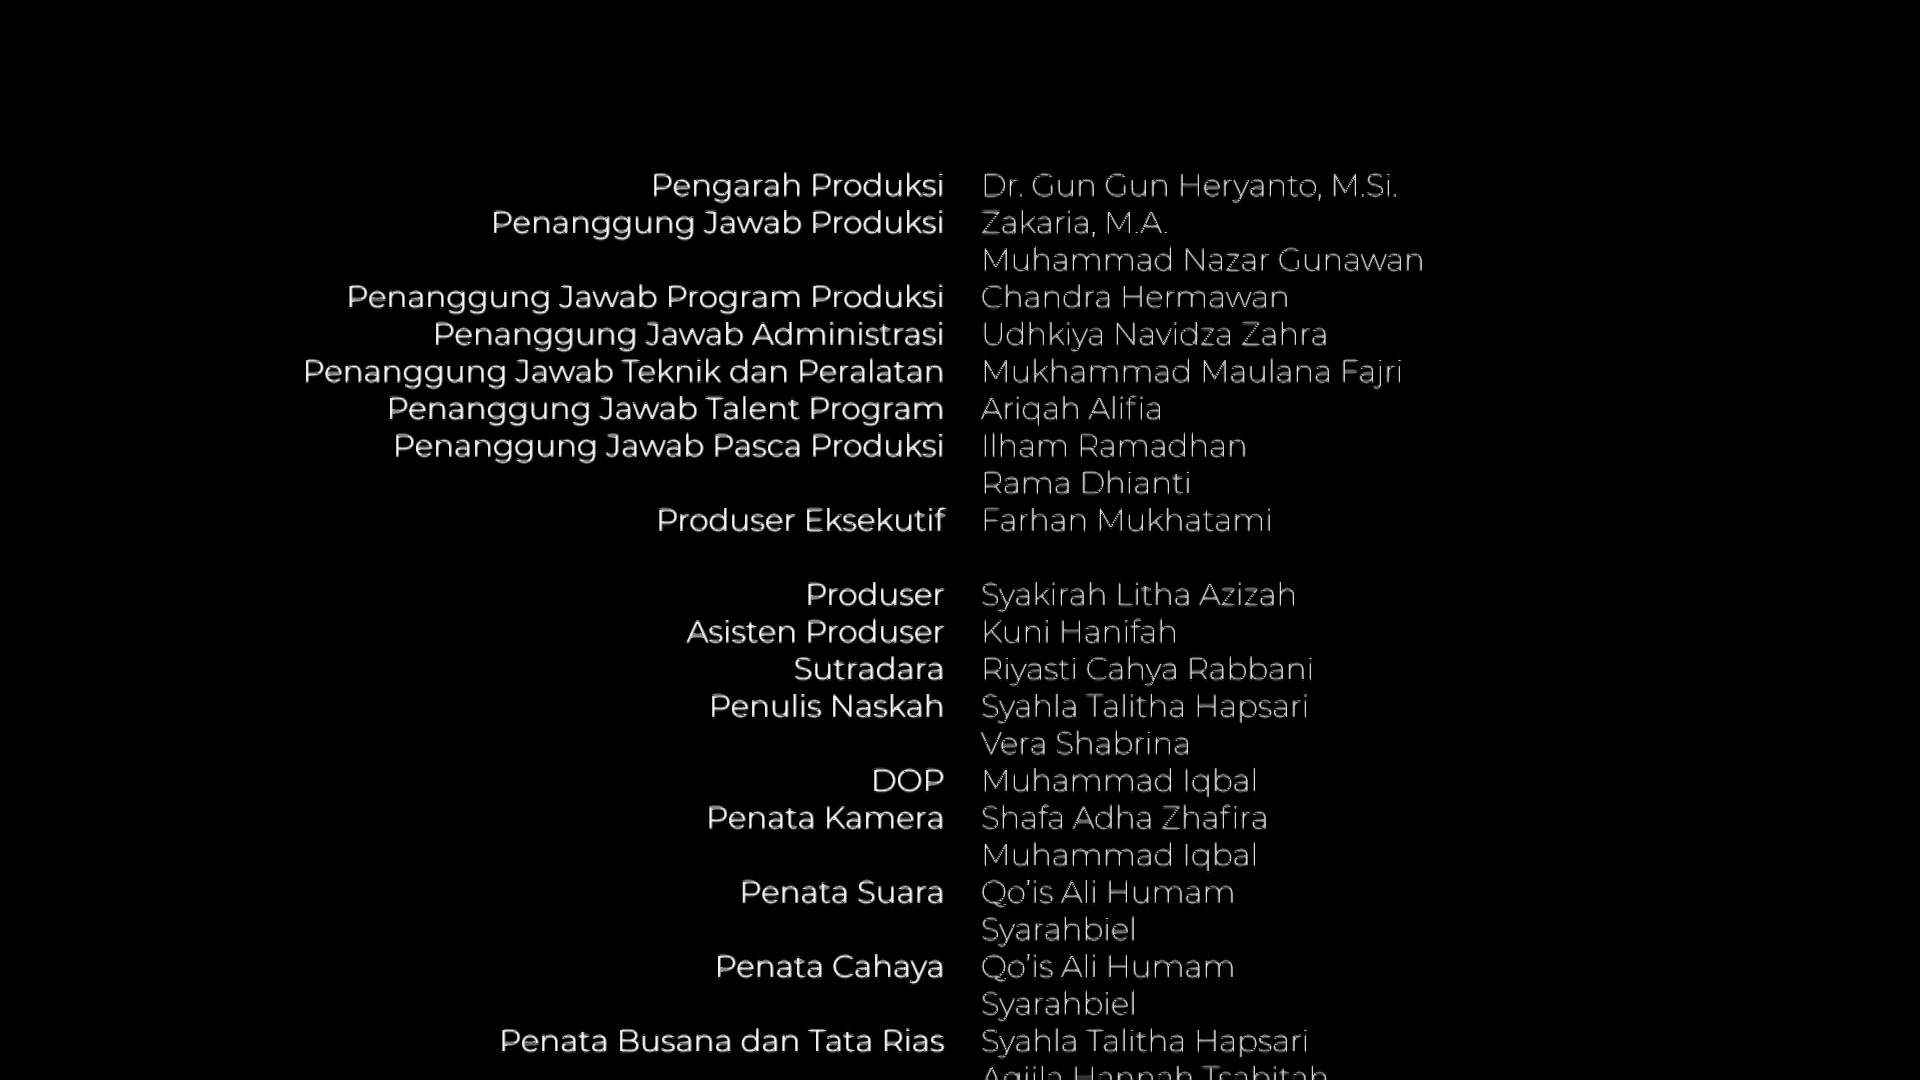 Pengarah Produksi Dr. Gun Gun Heryanto, M.Si.
Penanggung Jawab Produksi Zakaria, M.A.
Muhammad Nazar Gunawan
Penanggung Jawab Program Produksi Chandra Hermawan
Penanggung Jawab Administrasi Udhkiya Navidza Zahra
Penanggung Jawab Teknik dan Peralatan Mukhammad Maulana Fajri
Penanggung Jawab Talent Program Ariqah Alifia
Penanggung Jawab Pasca Produksi Ilham Ramadhan
Rama Dhianti
Produser Eksekutif Farhan Mukhatami
Produser Syakirah Litha Azizah
Asisten Produser Kuni Hanifah
Sutradara Riyasti Cahya Rabbani
Penulis Naskah Syahla Talitha Hapsari
Vera Shabrina
DOP Muhammad Iqbal
Penata Kamera Shafa Adha Zhafira
Muhammad Iqbal
Penata Suara Qo'is Ali Humam
Syarahbiel
Penata Cahaya Qo'is Ali Humam
Syarahbiel
Penata Busana dan Tata Rias Syahla Talitha Hapsari
Hannah